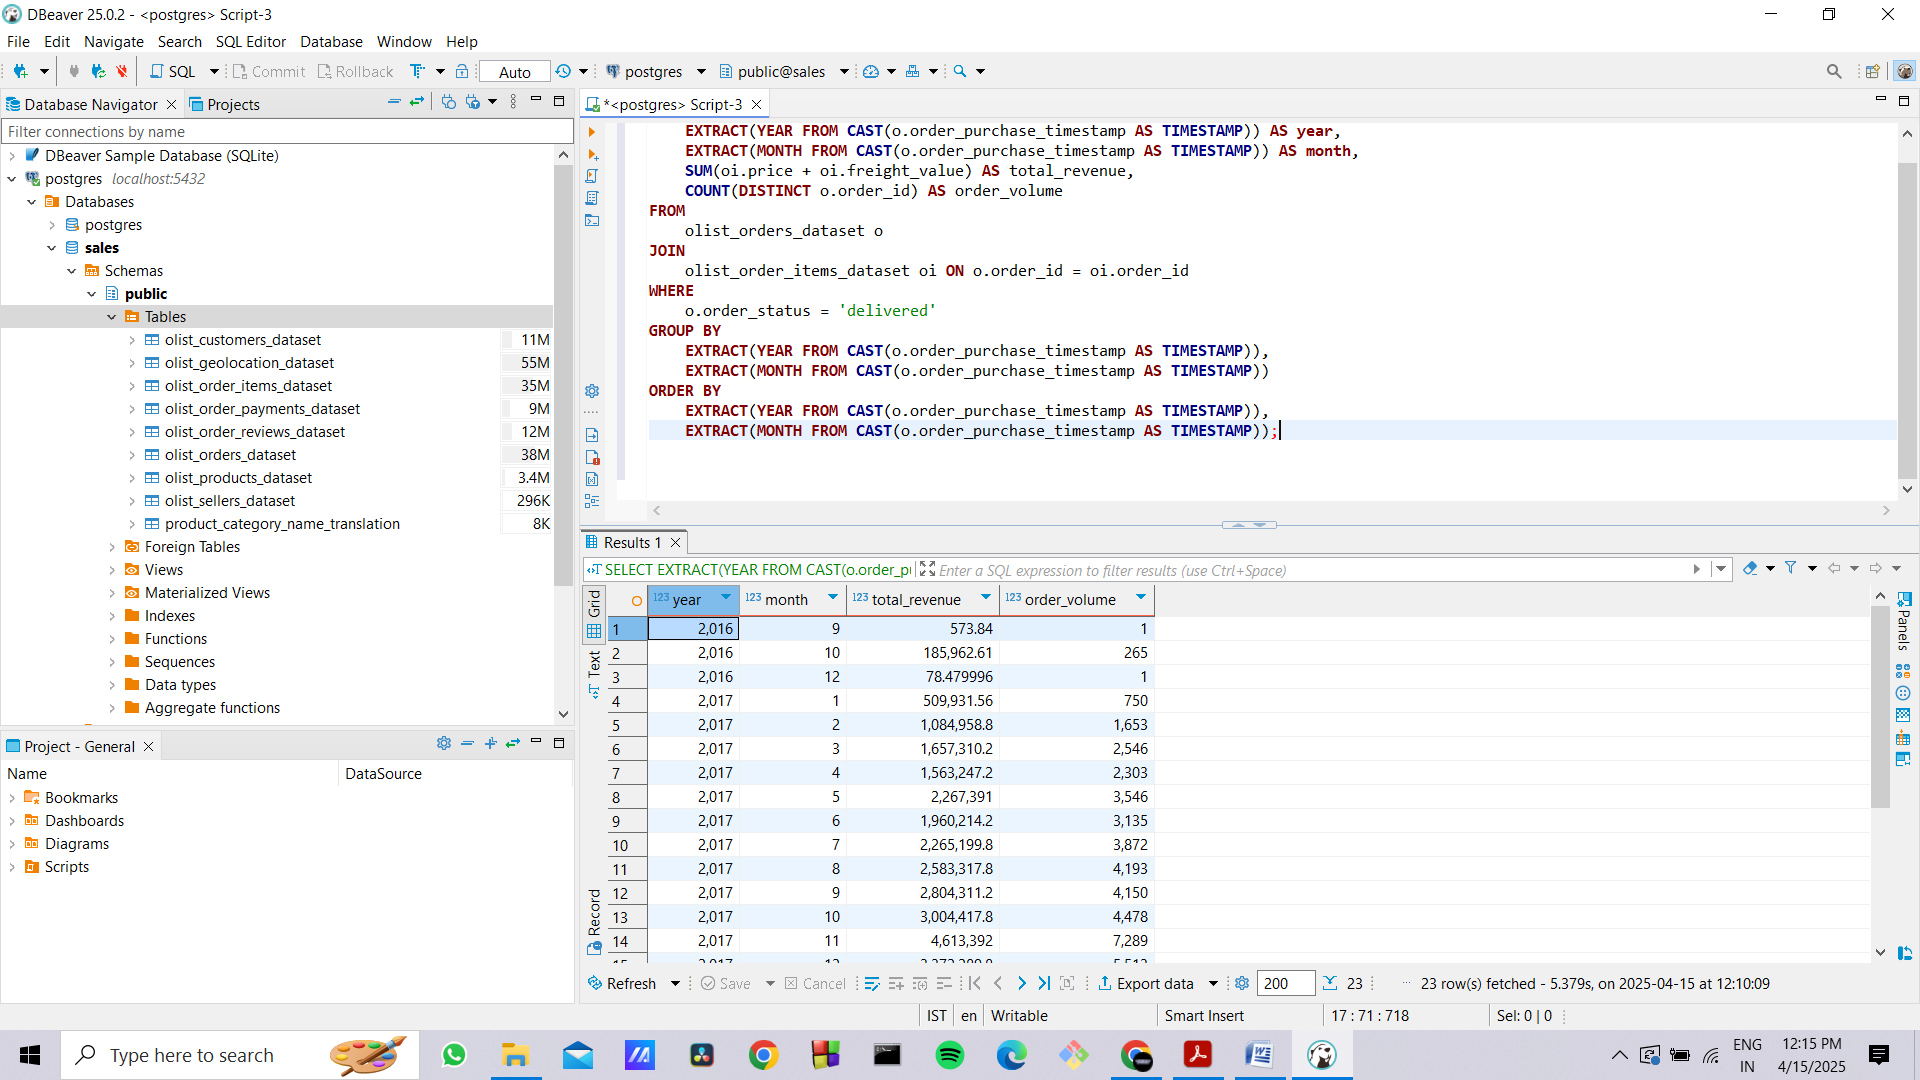 DBeaver 25.0.2 - <postgres> Script-3
File Edit Navigate Search SQL Editor Database Window Help
SQL Commit Rollback Auto postgres public@sales
Database Navigator Projects
Filter connections by name
DBeaver Sample Database (SQLite)
postgres localhost:5432
Databases
postgres
sales
Schemas
public
Tables
olist_customers_dataset 11M
olist_geolocation_dataset 55M
olist_order_items_dataset 35M
olist_order_payments_dataset 9M
olist_order_reviews_dataset 12M
olist_orders_dataset 38M
olist_products_dataset 3.4M
olist_sellers_dataset 296K
product_category_name_translation 8K
Foreign Tables
Views
Materialized Views
Indexes
Functions
Sequences
Data types
Aggregate functions
Project - General
Name DataSource
Bookmarks
Dashboards
Diagrams
Scripts
*<postgres> Script-3
EXTRACT(YEAR FROM CAST(o.order_purchase_timestamp AS TIMESTAMP)) AS year,
EXTRACT(MONTH FROM CAST(o.order_purchase_timestamp AS TIMESTAMP)) AS month,
SUM(oi.price + oi.freight_value) AS total_revenue,
COUNT(DISTINCT o.order_id) AS order_volume
FROM
olist_orders_dataset o
JOIN
olist_order_items_dataset oi ON o.order_id = oi.order_id
WHERE
o.order_status = 'delivered'
GROUP BY
EXTRACT(YEAR FROM CAST(o.order_purchase_timestamp AS TIMESTAMP)),
EXTRACT(MONTH FROM CAST(o.order_purchase_timestamp AS TIMESTAMP))
ORDER BY
EXTRACT(YEAR FROM CAST(o.order_purchase_timestamp AS TIMESTAMP)),
EXTRACT(MONTH FROM CAST(o.order_purchase_timestamp AS TIMESTAMP));
Results 1
SELECT EXTRACT(YEAR FROM CAST(o.order_pu Enter a SQL expression to filter results (use Ctrl+Space)
Grid
Text
Record
Panels
123 year 123 month 123 total_revenue 123 order_volume
1 2,016 9 573.84 1
2 2,016 10 185,962.61 265
3 2,016 12 78.479996 1
4 2,017 1 509,931.56 750
5 2,017 2 1,084,958.8 1,653
6 2,017 3 1,657,310.2 2,546
7 2,017 4 1,563,247.2 2,303
8 2,017 5 2,267,391 3,546
9 2,017 6 1,960,214.2 3,135
10 2,017 7 2,265,199.8 3,872
11 2,017 8 2,583,317.8 4,193
12 2,017 9 2,804,311.2 4,150
13 2,017 10 3,004,417.8 4,478
14 2,017 11 4,613,392 7,289
Refresh Save Cancel Export data 200 23 23 row(s) fetched - 5.379s, on 2025-04-15 at 12:10:09
IST en Writable Smart Insert 17 : 71 : 718 Sel: 0 | 0
Type here to search
ENG
IN
12:15 PM
4/15/2025